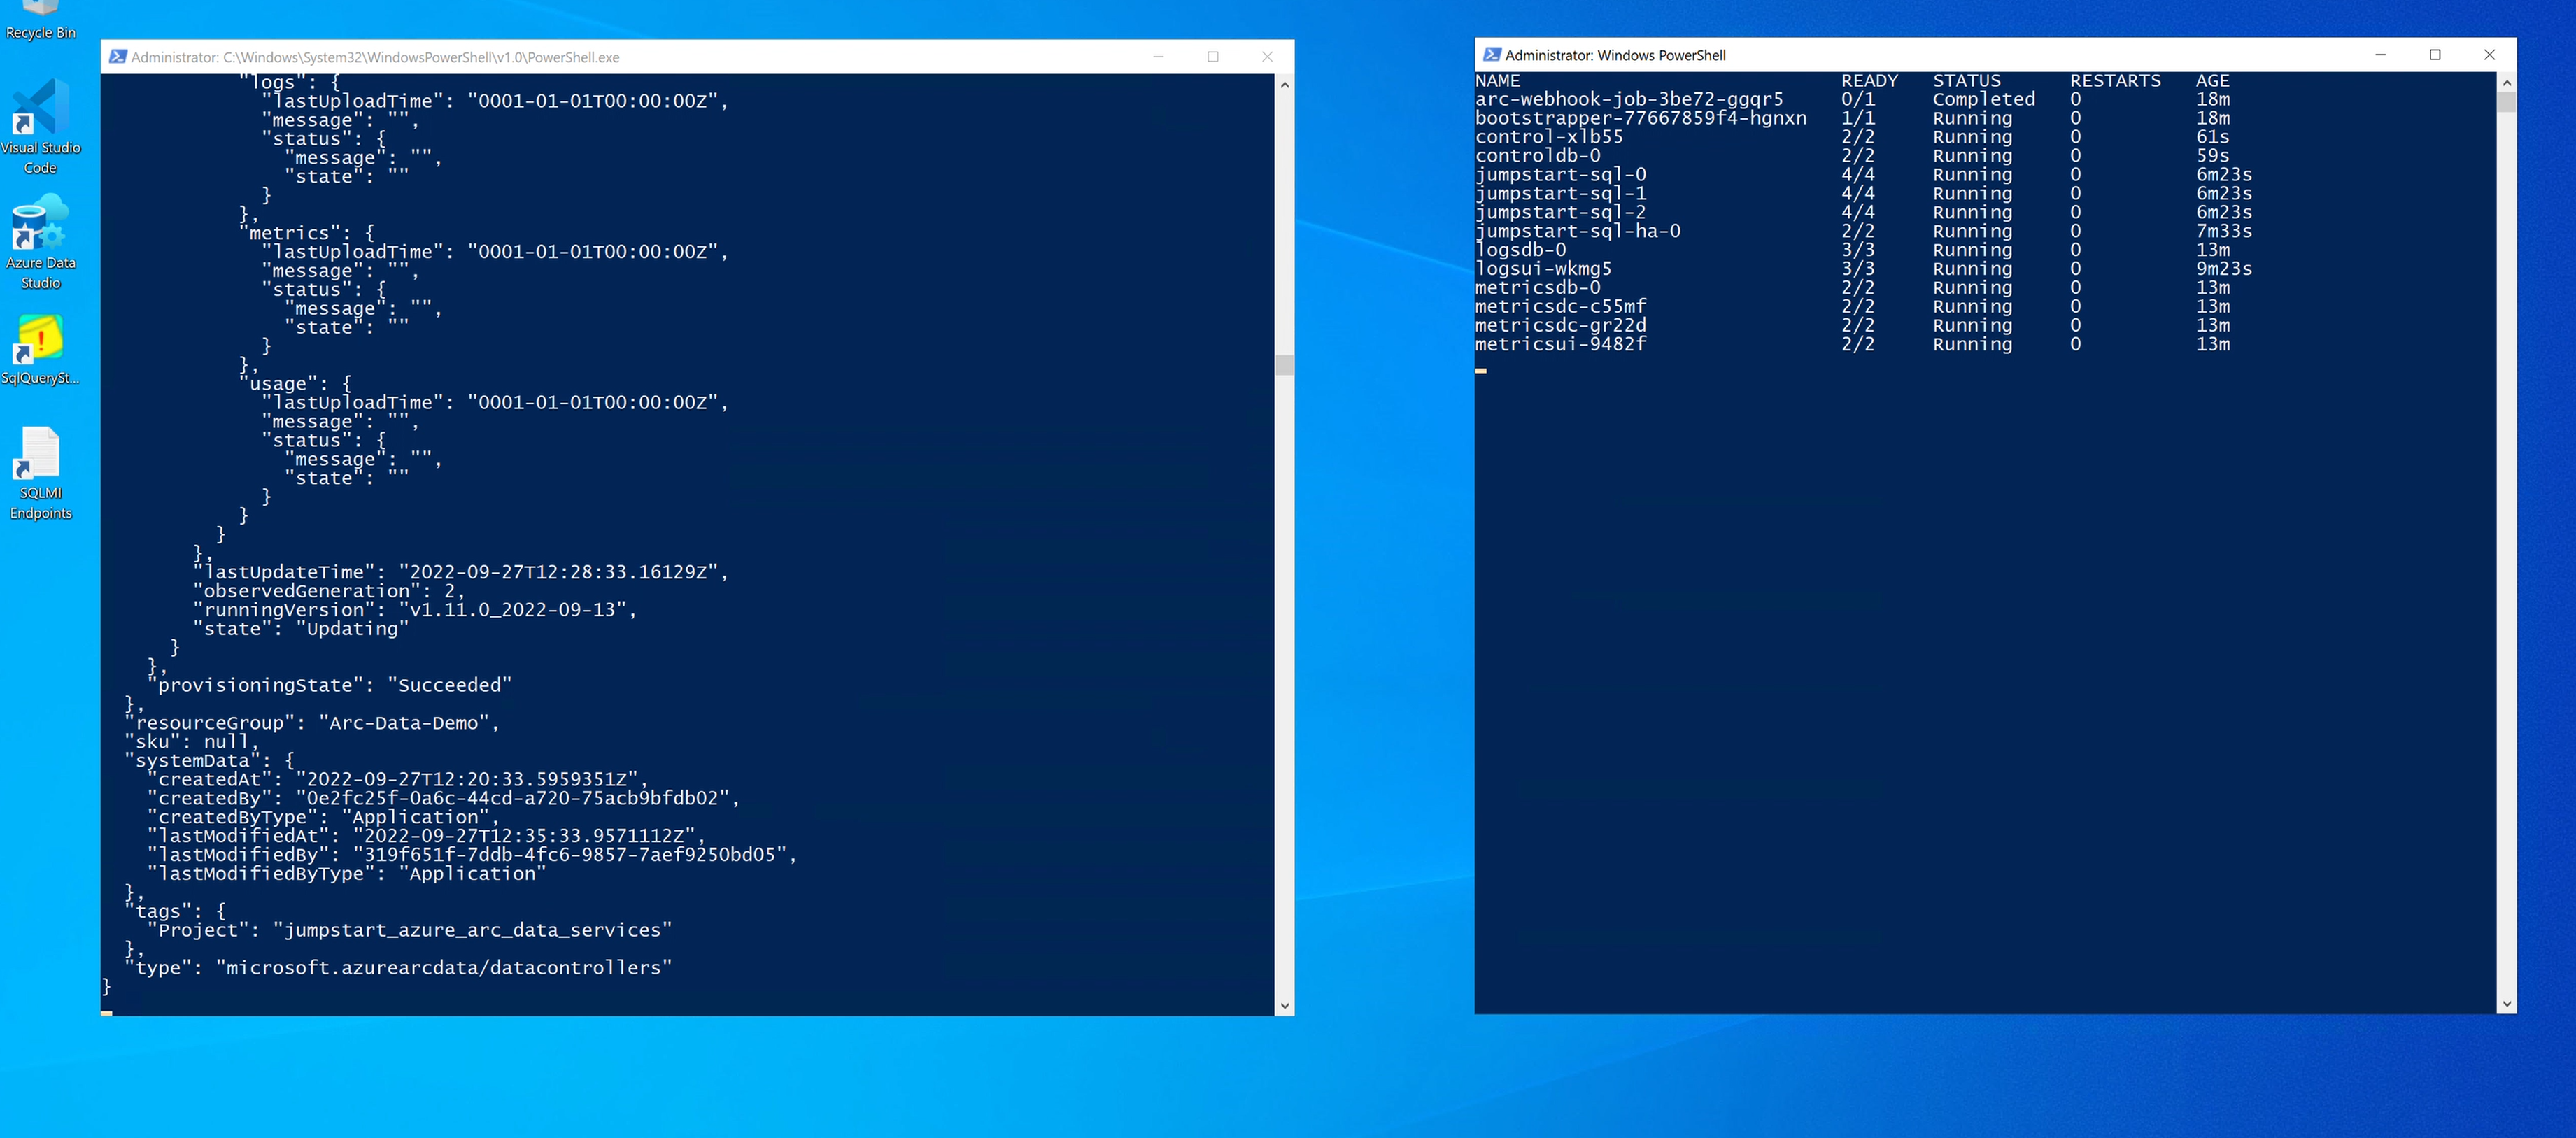 Recycle Bin
Visual Studio
Code
Azure Data
Studio
SqlQuerySt...
SQLMI
Endpoints
Administrator: C:\Windows\System32\WindowsPowerShell\v1.0\PowerShell.exe
"logs": {
"lastUploadTime": "0001-01-01T00:00:00Z",
"message": "",
"status": {
"message": "",
"state": ""
}
},
"metrics": {
"lastUploadTime": "0001-01-01T00:00:00Z",
"message": "",
"status": {
"message": "",
"state": ""
}
},
"usage": {
"lastUploadTime": "0001-01-01T00:00:00Z",
"message": "",
"status": {
"message": "",
"state": ""
}
}
}
},
"lastUpdateTime": "2022-09-27T12:28:33.16129Z",
"observedGeneration": 2,
"runningVersion": "v1.11.0_2022-09-13",
"state": "Updating"
}
},
"provisioningState": "Succeeded"
},
"resourceGroup": "Arc-Data-Demo",
"sku": null,
"systemData": {
"createdAt": "2022-09-27T12:20:33.5959351Z",
"createdBy": "0e2fc25f-0a6c-44cd-a720-75acb9bfdb02",
"createdByType": "Application",
"lastModifiedAt": "2022-09-27T12:35:33.9571112Z",
"lastModifiedBy": "319f651f-7ddb-4fc6-9857-7aef9250bd05",
"lastModifiedByType": "Application"
},
"tags": {
"Project": "jumpstart_azure_arc_data_services"
},
"type": "microsoft.azurearcdata/datacontrollers"
}
Administrator: Windows PowerShell
NAME READY STATUS RESTARTS AGE
arc-webhook-job-3be72-ggqr5 0/1 Completed 0 18m
bootstrapper-77667859f4-hgnxn 1/1 Running 0 18m
control-xlb55 2/2 Running 0 61s
controldb-0 2/2 Running 0 59s
jumpstart-sql-0 4/4 Running 0 6m23s
jumpstart-sql-1 4/4 Running 0 6m23s
jumpstart-sql-2 4/4 Running 0 6m23s
jumpstart-sql-ha-0 2/2 Running 0 7m33s
logsdb-0 3/3 Running 0 13m
logsui-wkmg5 3/3 Running 0 9m23s
metricsdb-0 2/2 Running 0 13m
metricsdc-c55mf 2/2 Running 0 13m
metricsdc-gr22d 2/2 Running 0 13m
metricsui-9482f 2/2 Running 0 13m